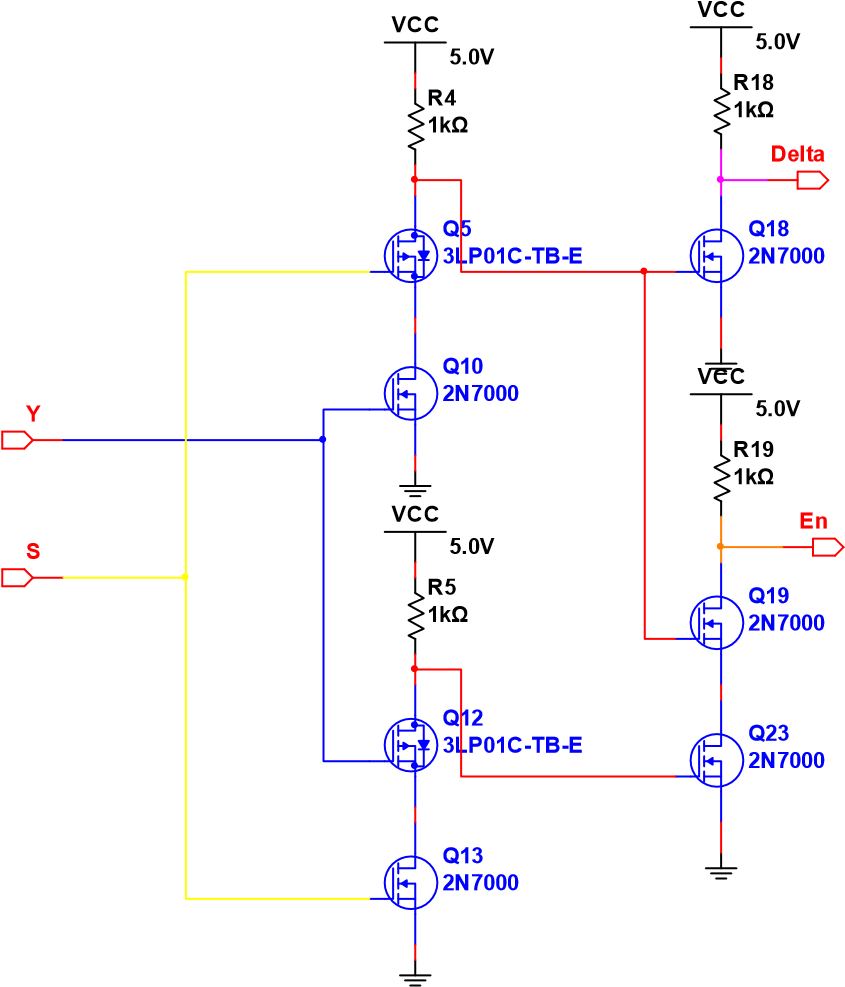 VCC
5.0V
R4
1kΩ
Q5
3LP01C-TB-E
Q10
2N7000
Y
S
VCC
5.0V
R5
1kΩ
Q12
3LP01C-TB-E
Q13
2N7000
VCC
5.0V
R18
1kΩ
Delta
Q18
2N7000
VCC
5.0V
R19
1kΩ
En
Q19
2N7000
Q23
2N7000